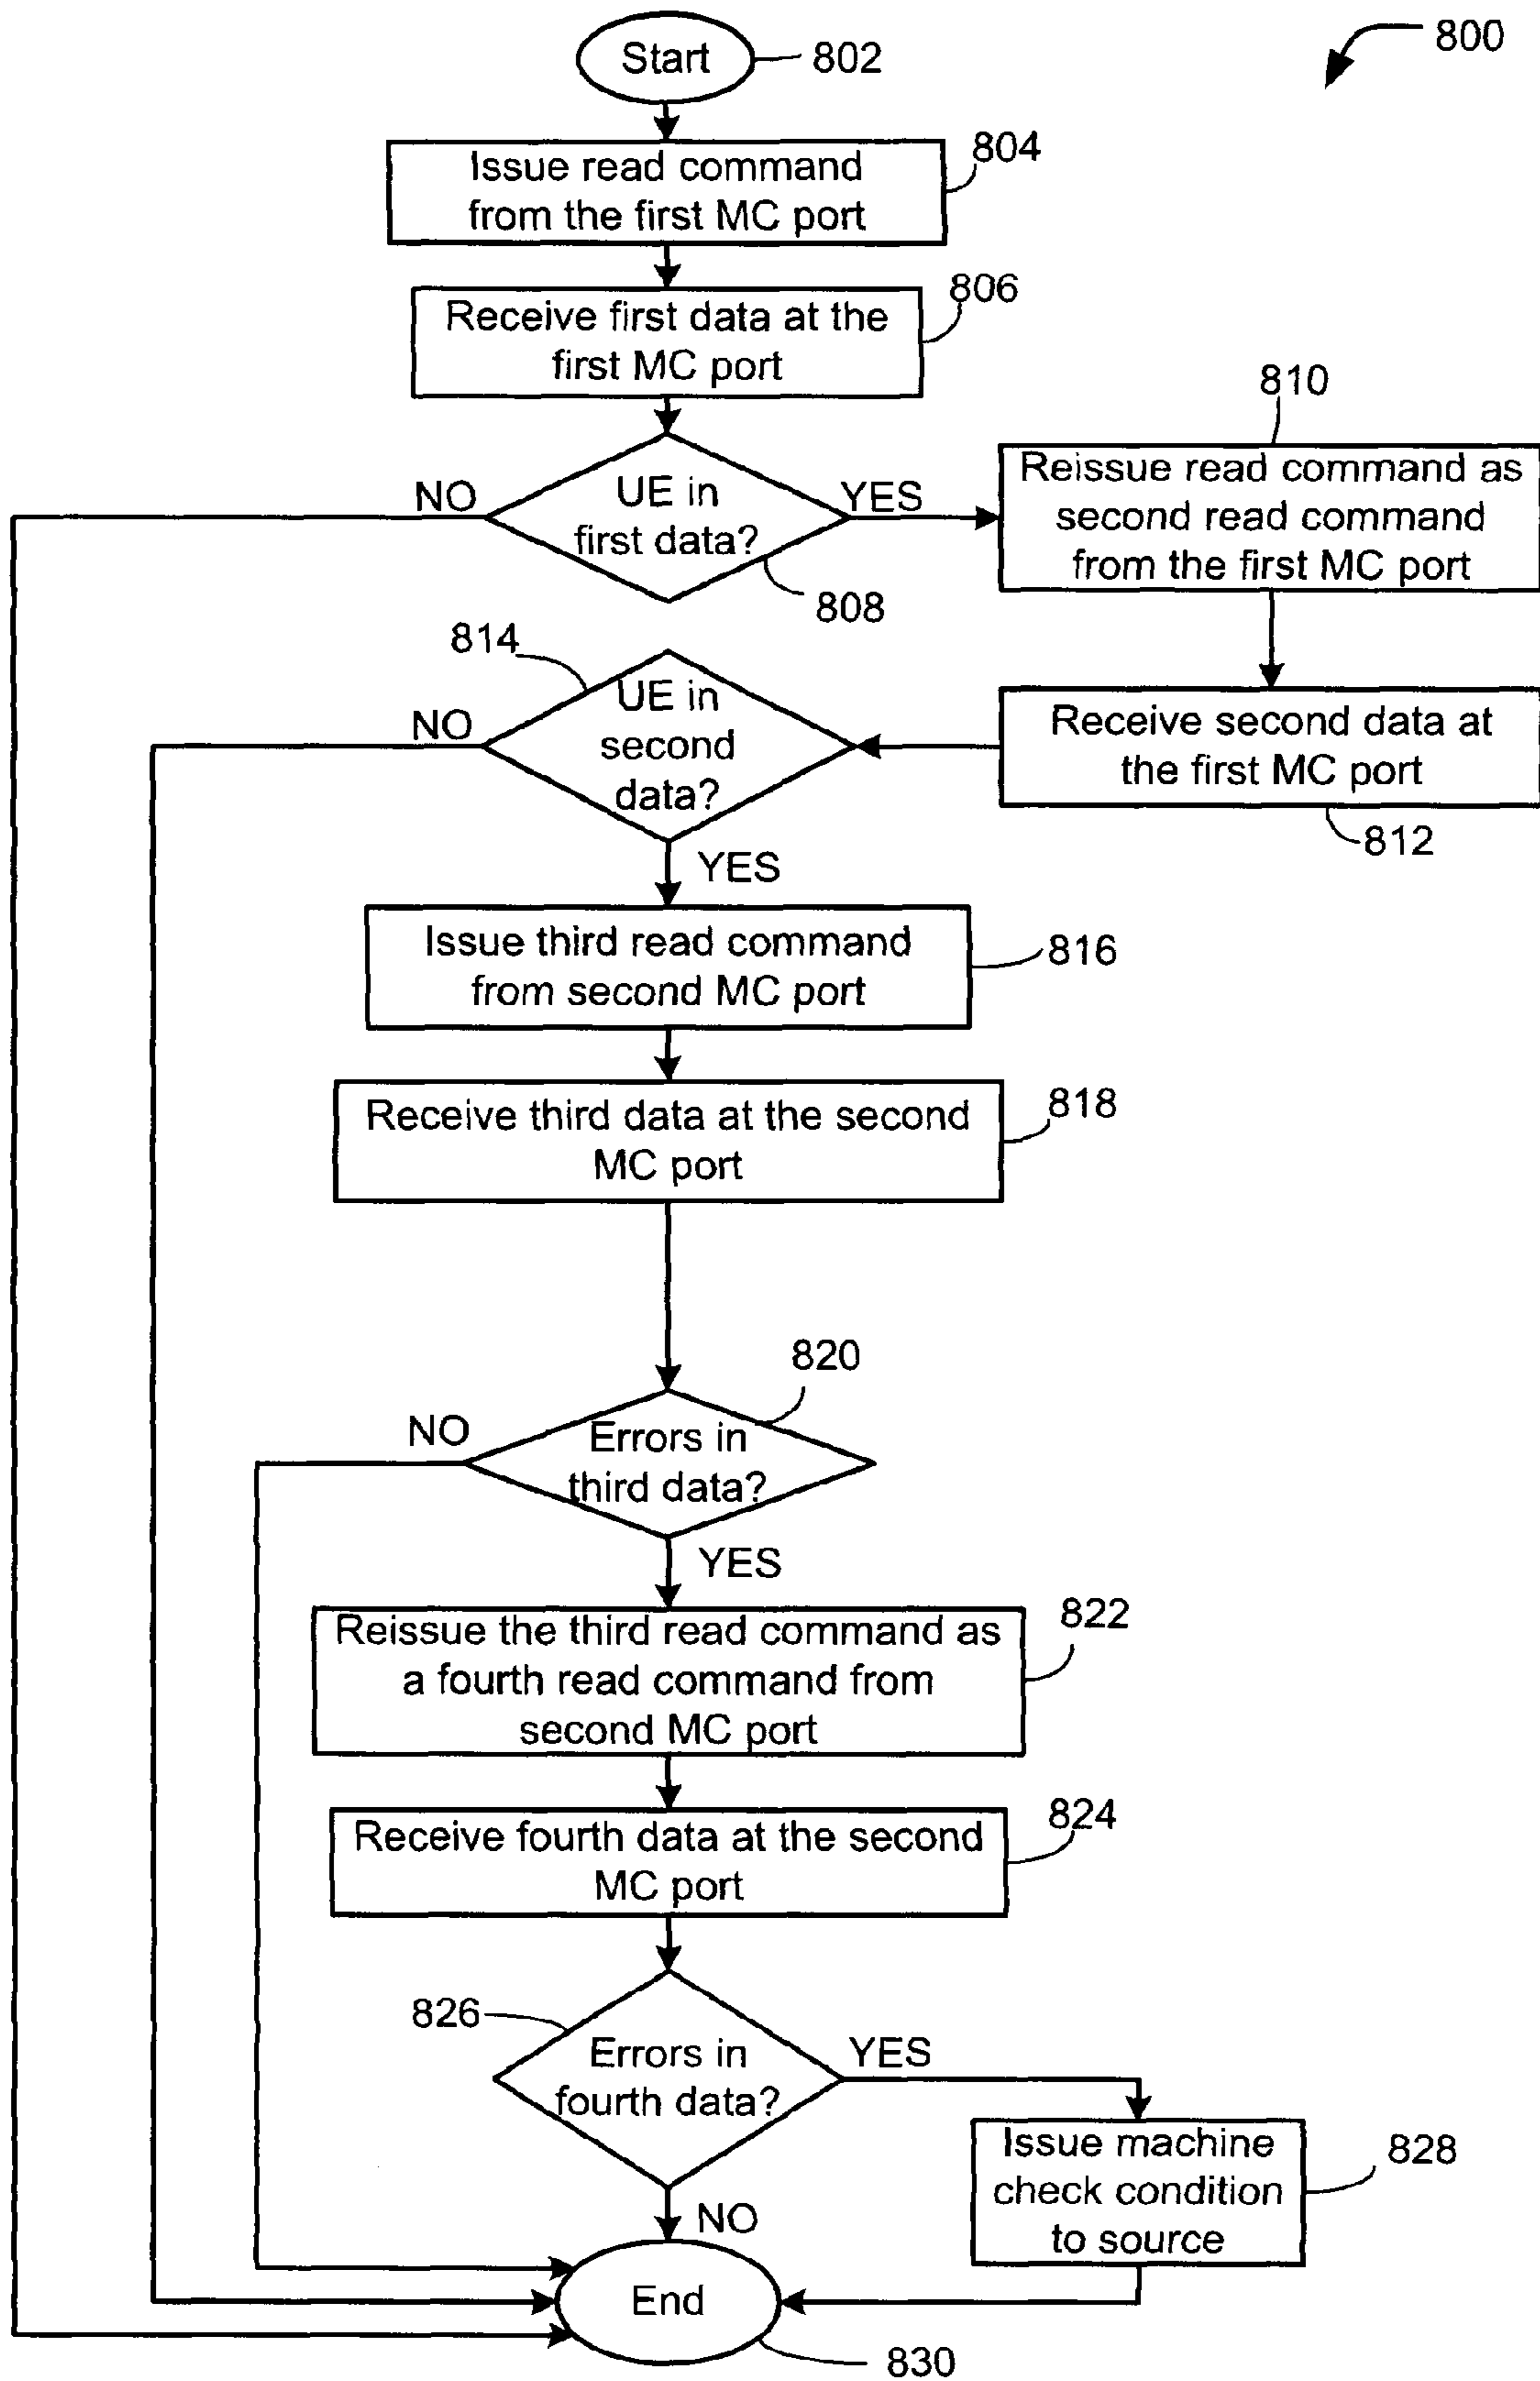 800
Start
802
Issue read command
from the first MC port
804
Receive first data at the
first MC port
806
UE in
first data?
NO
YES
808
810
Reissue read command as
second read command
from the first MC port
Receive second data at
the first MC port
812
814
UE in
second
data?
NO
YES
Issue third read command
from second MC port
816
Receive third data at the second
MC port
818
820
Errors in
third data?
NO
YES
Reissue the third read command as
a fourth read command from
second MC port
822
Receive fourth data at the second
MC port
824
826
Errors in
fourth data?
YES
NO
Issue machine
check condition
to source
828
End
830